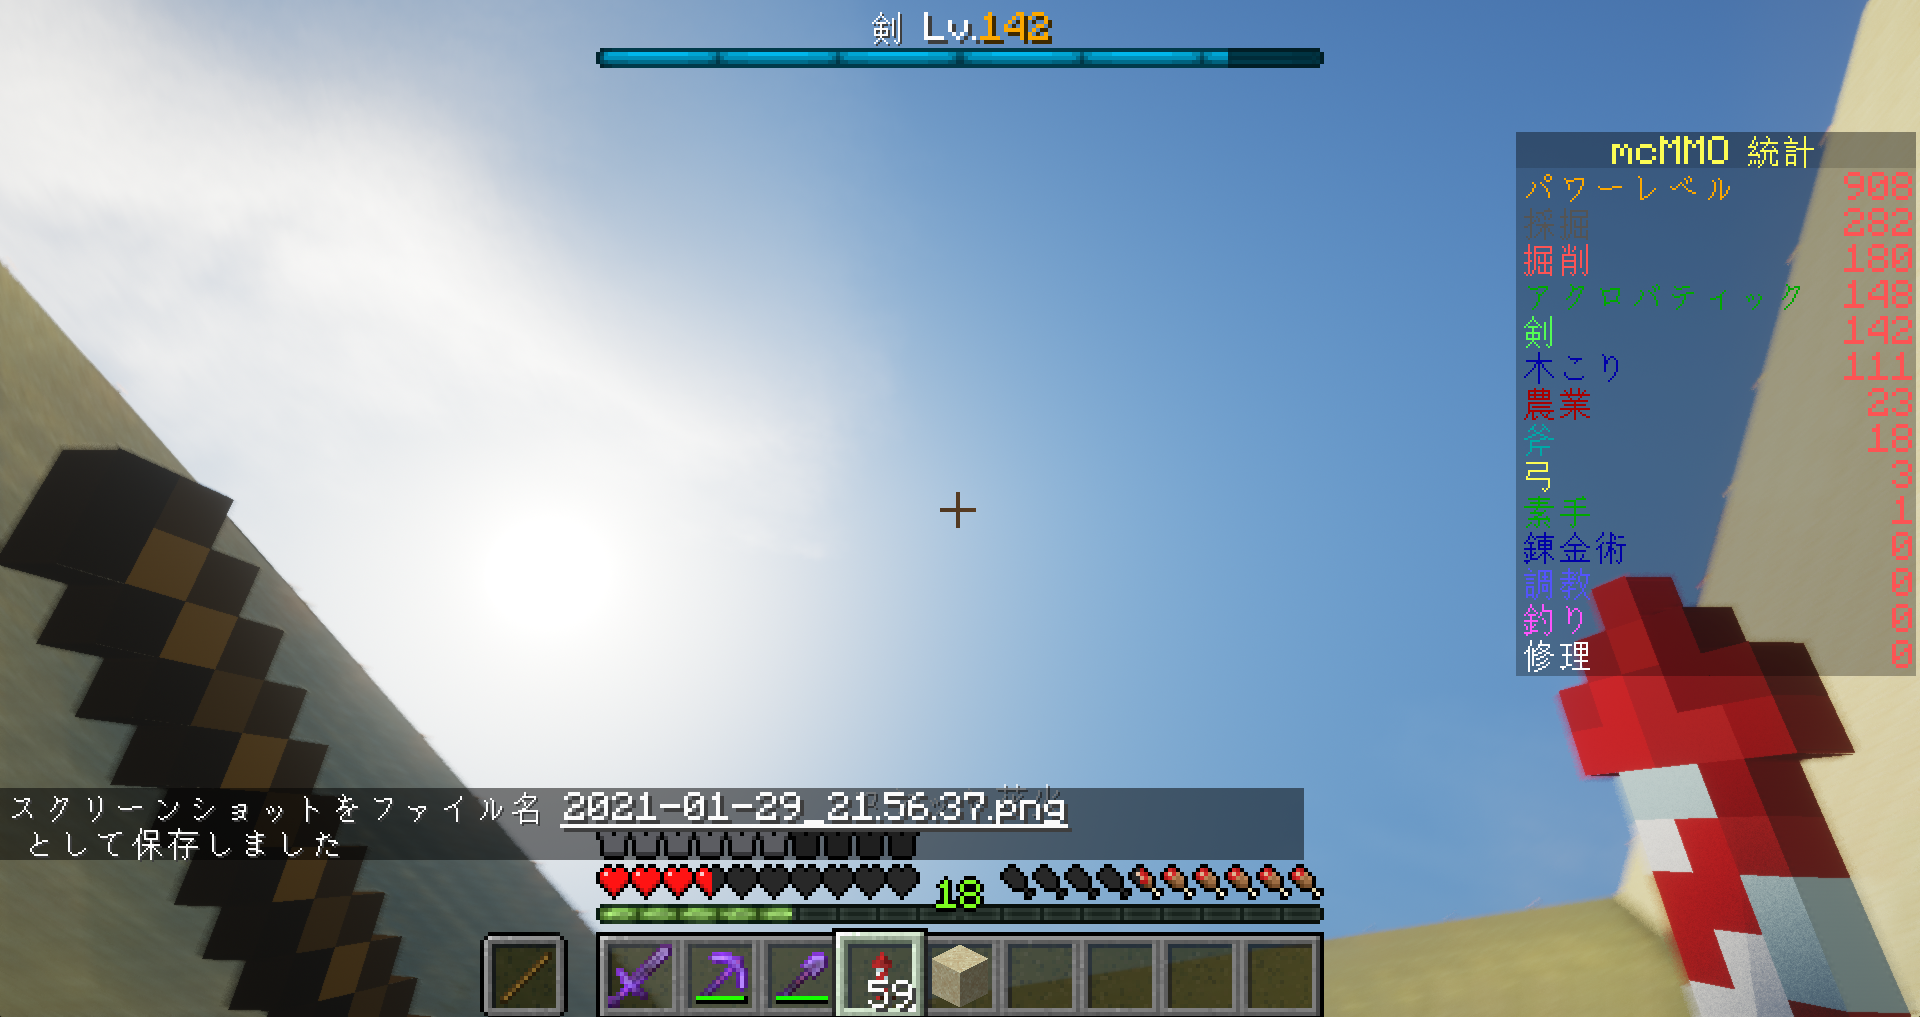 剣 Lv.142
mcMMO 統計
パワーレベル 908
採掘 282
掘削 180
アクロバティック 148
剣 142
木こり 111
農業 23
斧 18
弓 3
素手 1
錬金術 0
調教 0
釣り 0
修理 0
スクリーンショットをファイル名 2021-01-29_21.56.37.png
として保存しました
18
59